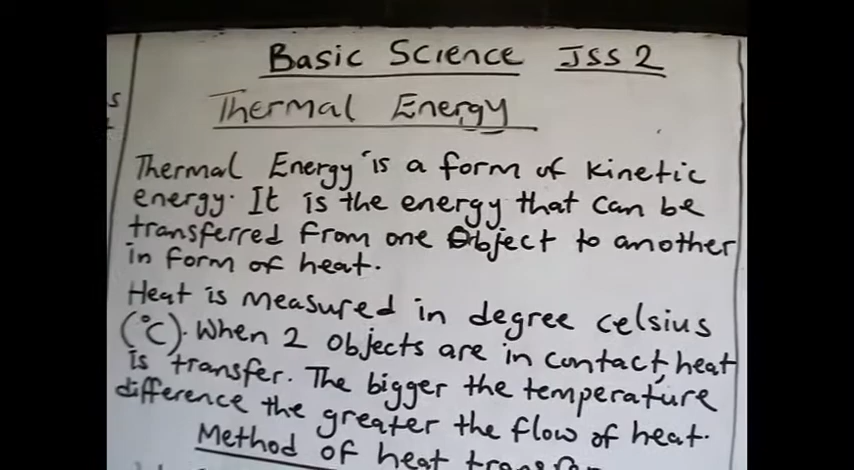 Basic Science JSS 2
Thermal Energy
Thermal Energy is a form of kinetic
energy. It is the energy that can be
transferred from one Object to another
in form of heat.
Heat is measured in degree celsius
(°C). When 2 objects are in contact, heat
is transfer. The bigger the temperature
difference the greater the flow of heat.
Method of heat